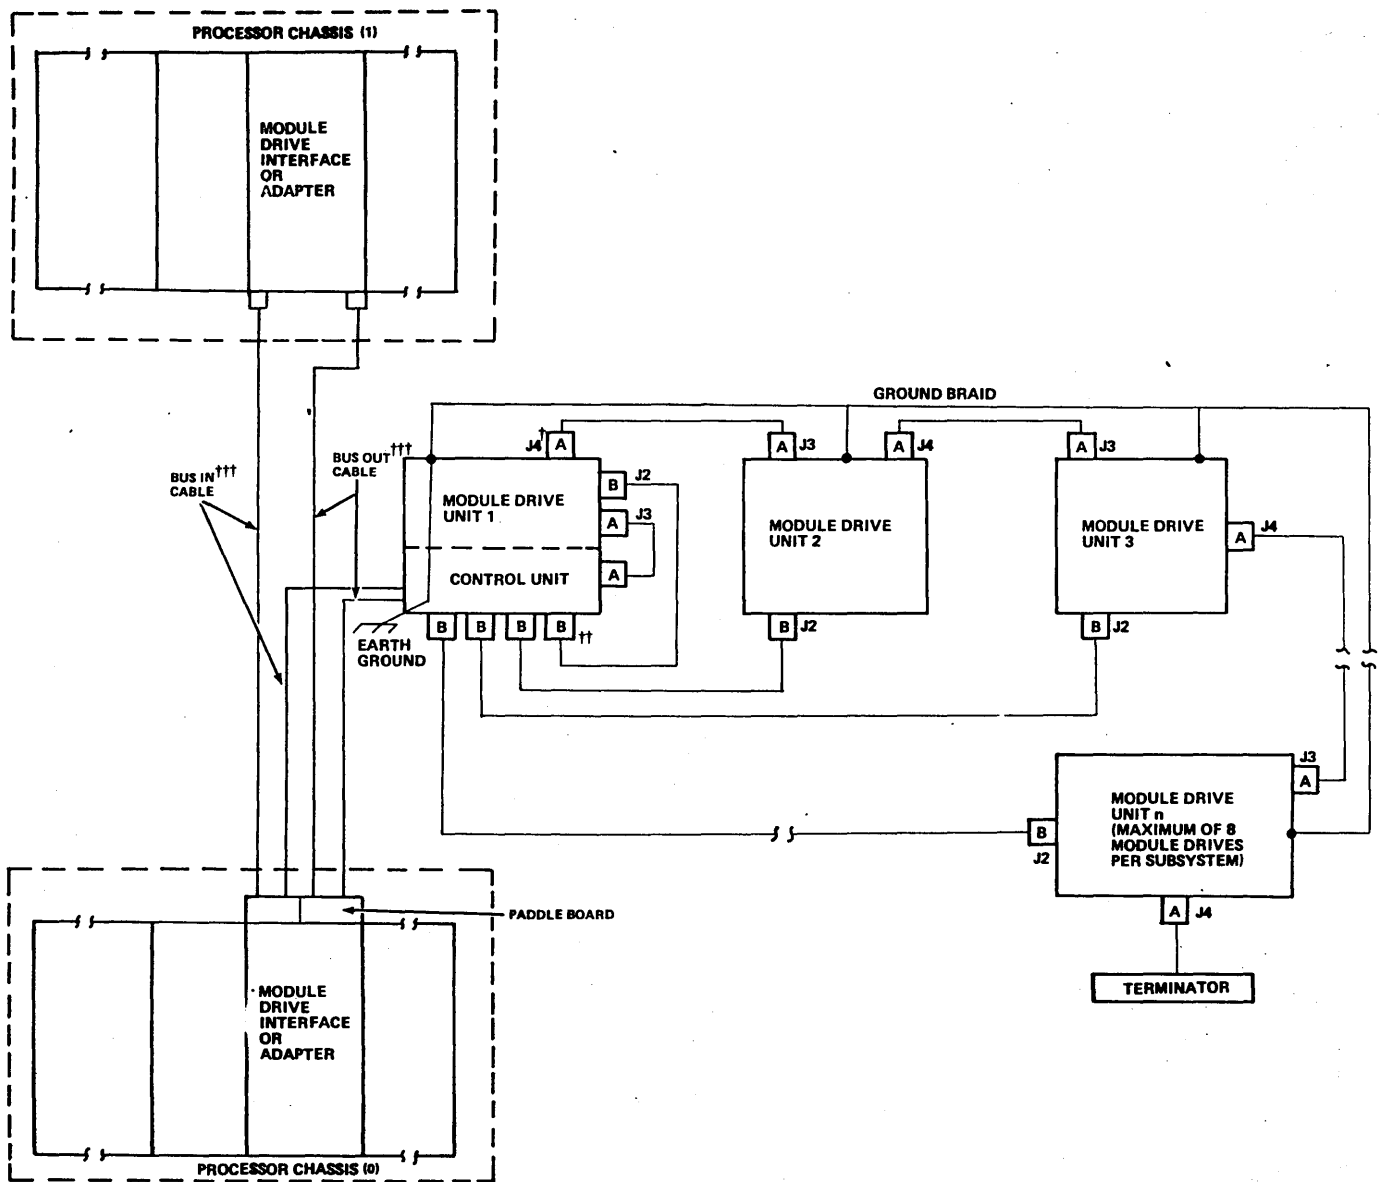 PROCESSOR CHASSIS (1)
MODULE
DRIVE
INTERFACE
OR
ADAPTER
GROUND BRAID
BUS IN†††
CABLE
BUS OUT†††
CABLE
J4†
A
A
J3
A
J4
A
J3
MODULE DRIVE
UNIT 1
B
J2
A
J3
CONTROL UNIT
A
B
B
B
B
††
EARTH
GROUND
MODULE DRIVE
UNIT 2
B
J2
MODULE DRIVE
UNIT 3
A
J4
B
J2
J3
A
MODULE DRIVE
UNIT n
(MAXIMUM OF 8
MODULE DRIVES
PER SUBSYSTEM)
B
J2
A
J4
TERMINATOR
PADDLE BOARD
MODULE
DRIVE
INTERFACE
OR
ADAPTER
PROCESSOR CHASSIS (0)